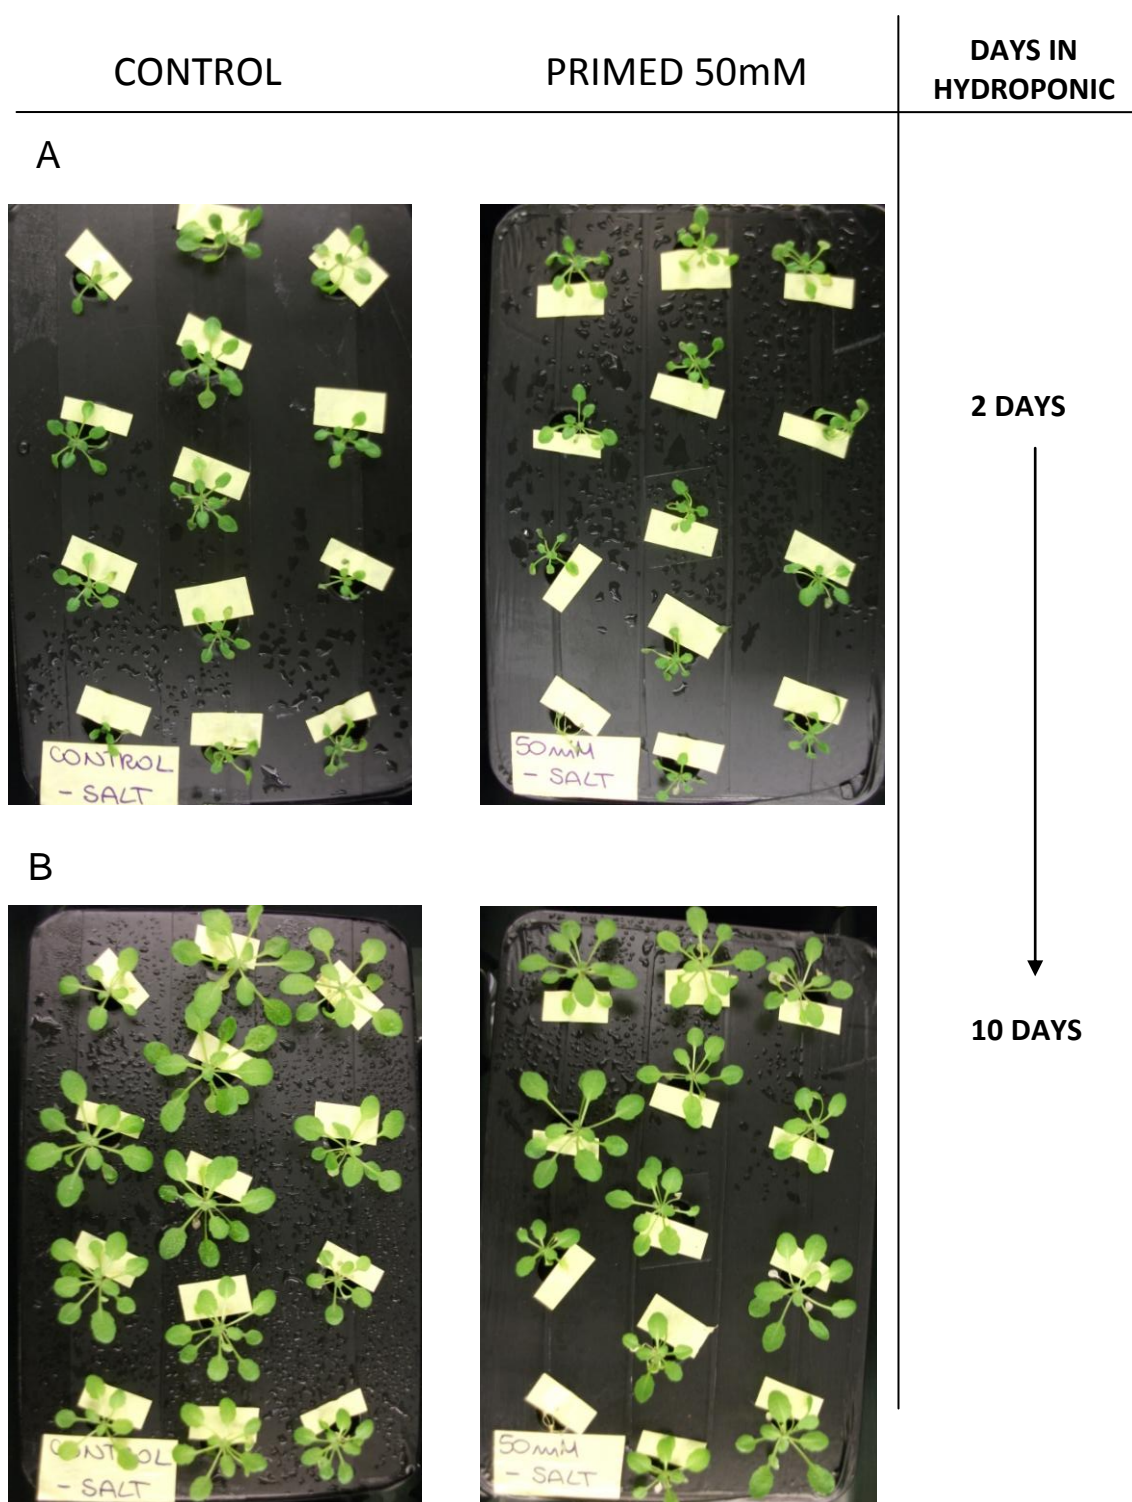 CONTROL
PRIMED 50mM
DAYS IN
HYDROPONIC
A
CONTROL
- SALT
50mM
- SALT
2 DAYS
B
CONTROL
- SALT
50mM
- SALT
10 DAYS